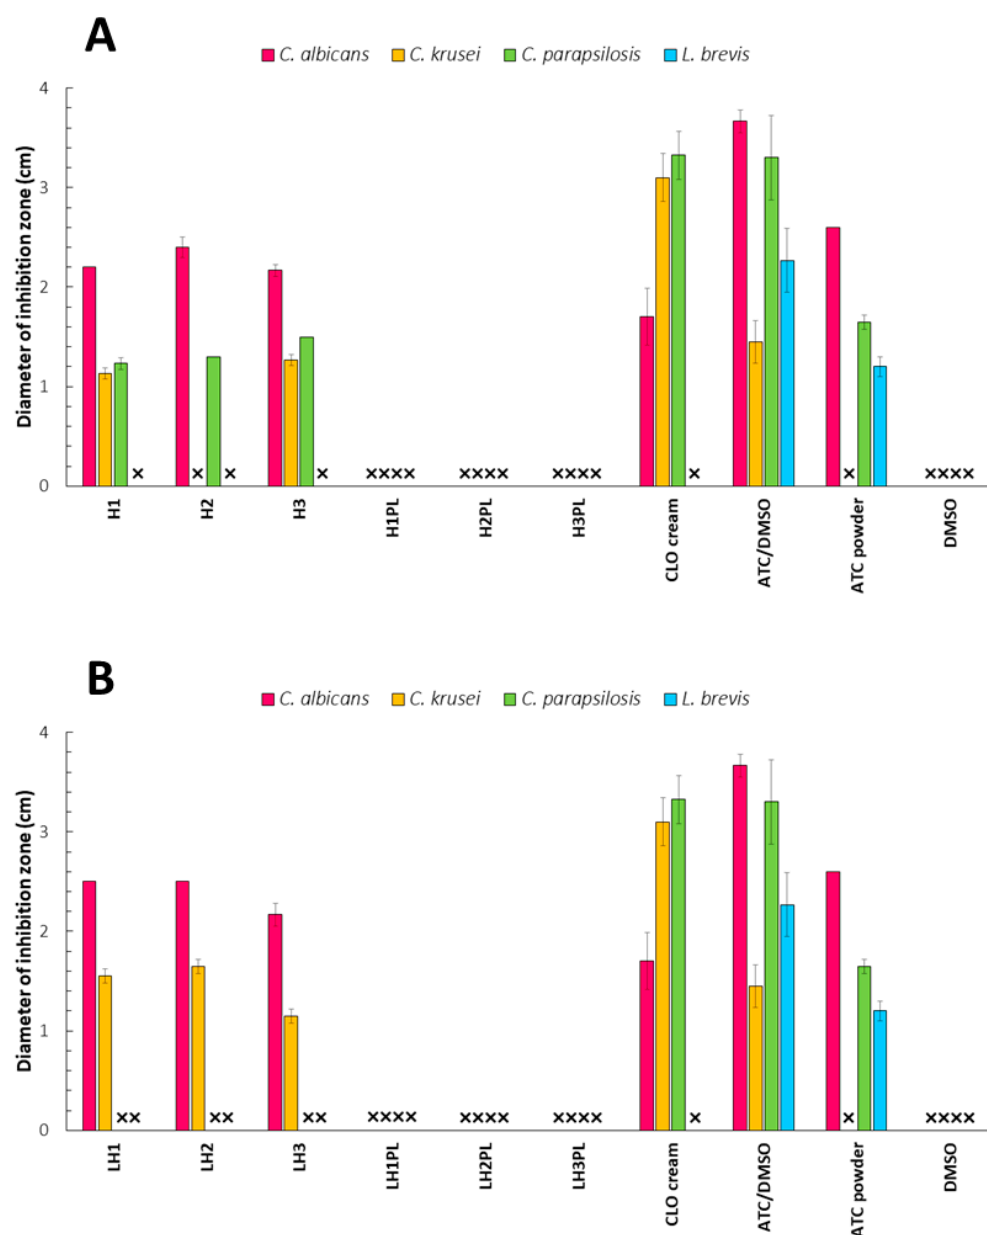 A
C. albicans C. krusei C. parapsilosis L. brevis
Diameter of inhibition zone (cm)
4
3
2
1
0
H1 H2 H3 H1PL H2PL H3PL CLO cream ATC/DMSO ATC powder DMSO
B
C. albicans C. krusei C. parapsilosis L. brevis
Diameter of inhibition zone (cm)
4
3
2
1
0
LH1 LH2 LH3 LH1PL LH2PL LH3PL CLO cream ATC/DMSO ATC powder DMSO